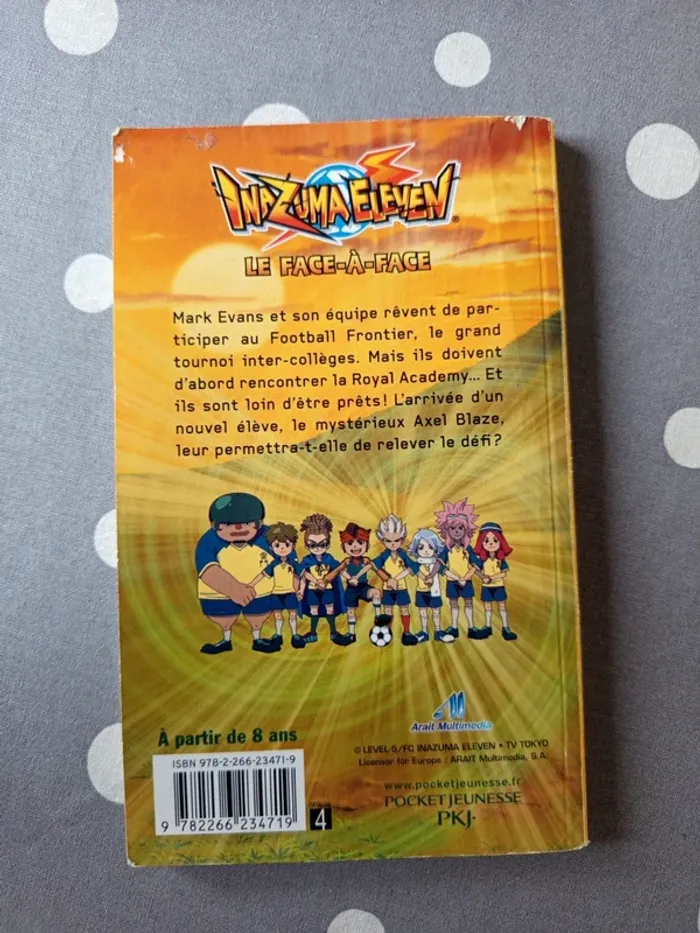 INAZUMA ELEVEN®
LE FACE-À-FACE
Mark Evans et son équipe rêvent de par-
ticiper au Football Frontier, le grand
tournoi inter-collèges. Mais ils doivent
d'abord rencontrer la Royal Academy... Et
ils sont loin d'être prêts! L'arrivée d'un
nouvel élève, le mystérieux Axel Blaze,
leur permettra-t-elle de relever le défi?
Arait Multimedia
À partir de 8 ans
ISBN 978-2-266-23471-9
9 782266 234719
4
© LEVEL-5/FC INAZUMA ELEVEN • TV TOKYO
Licensor for Europe : ARAIT Multimedia, S.A.
www.pocketjeunesse.fr
POCKET JEUNESSE
PKJ·